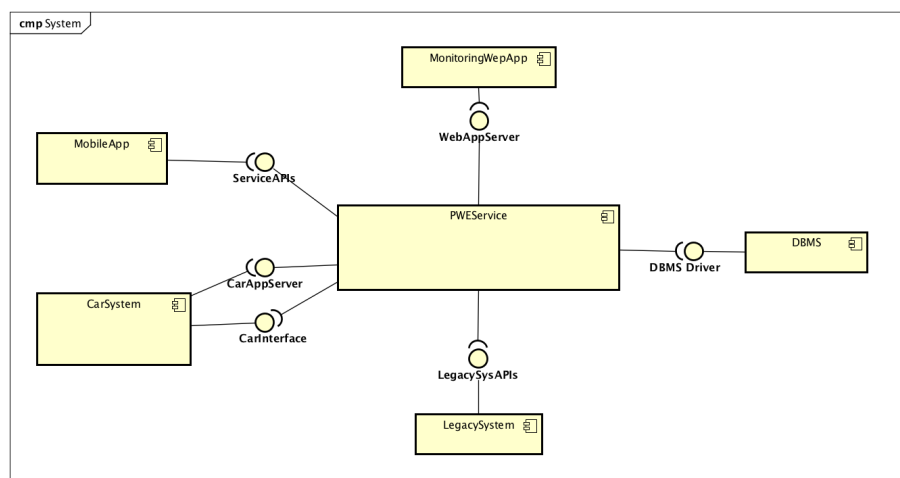 cmp System
MonitoringWepApp
WebAppServer
MobileApp
ServiceAPIs
PWEService
DBMS
DBMS Driver
CarAppServer
CarSystem
CarInterface
LegacySysAPIs
LegacySystem